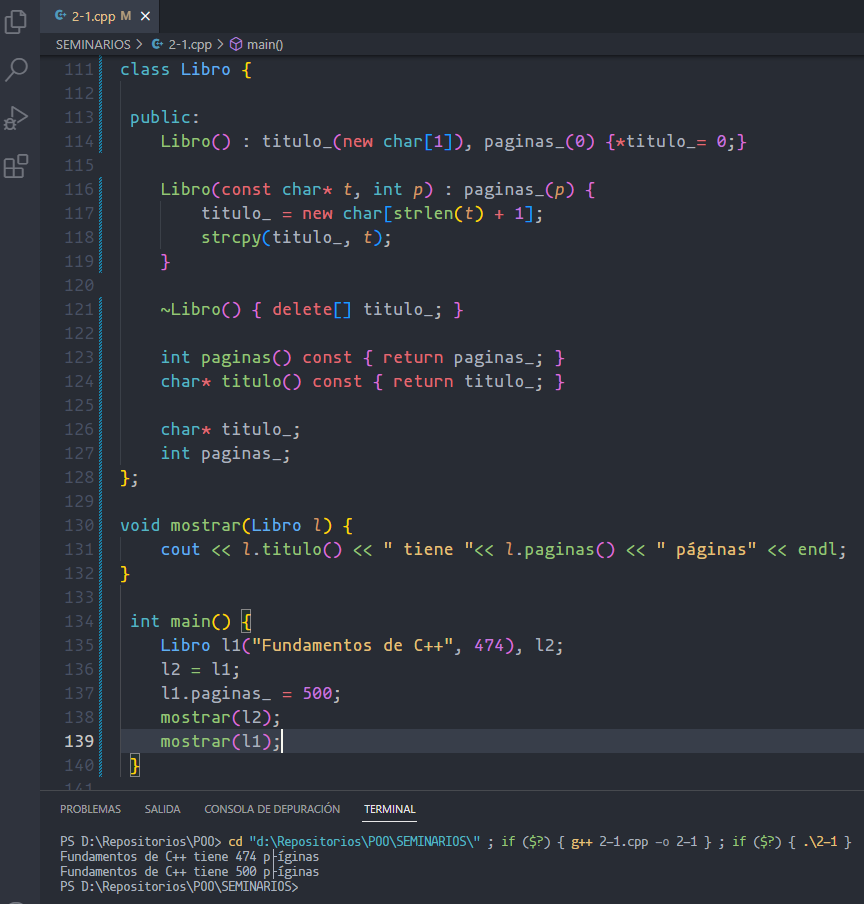 2-1.cpp M
SEMINARIOS > 2-1.cpp > main()
111 class Libro {
112
113 public:
114 Libro() : titulo_(new char[1]), paginas_(0) {*titulo_= 0;}
115
116 Libro(const char* t, int p) : paginas_(p) {
117 titulo_ = new char[strlen(t) + 1];
118 strcpy(titulo_, t);
119 }
120
121 ~Libro() { delete[] titulo_; }
122
123 int paginas() const { return paginas_; }
124 char* titulo() const { return titulo_; }
125
126 char* titulo_;
127 int paginas_;
128 };
129
130 void mostrar(Libro l) {
131 cout << l.titulo() << " tiene "<< l.paginas() << " páginas" << endl;
132 }
133
134 int main() {
135 Libro l1("Fundamentos de C++", 474), l2;
136 l2 = l1;
137 l1.paginas_ = 500;
138 mostrar(l2);
139 mostrar(l1);
140 }
141
PROBLEMAS SALIDA CONSOLA DE DEPURACIÓN TERMINAL
PS D:\Repositorios\POO> cd "d:\Repositorios\POO\SEMINARIOS\" ; if ($?) { g++ 2-1.cpp -o 2-1 } ; if ($?) { .\2-1 }
Fundamentos de C++ tiene 474 p├íginas
Fundamentos de C++ tiene 500 p├íginas
PS D:\Repositorios\POO\SEMINARIOS>